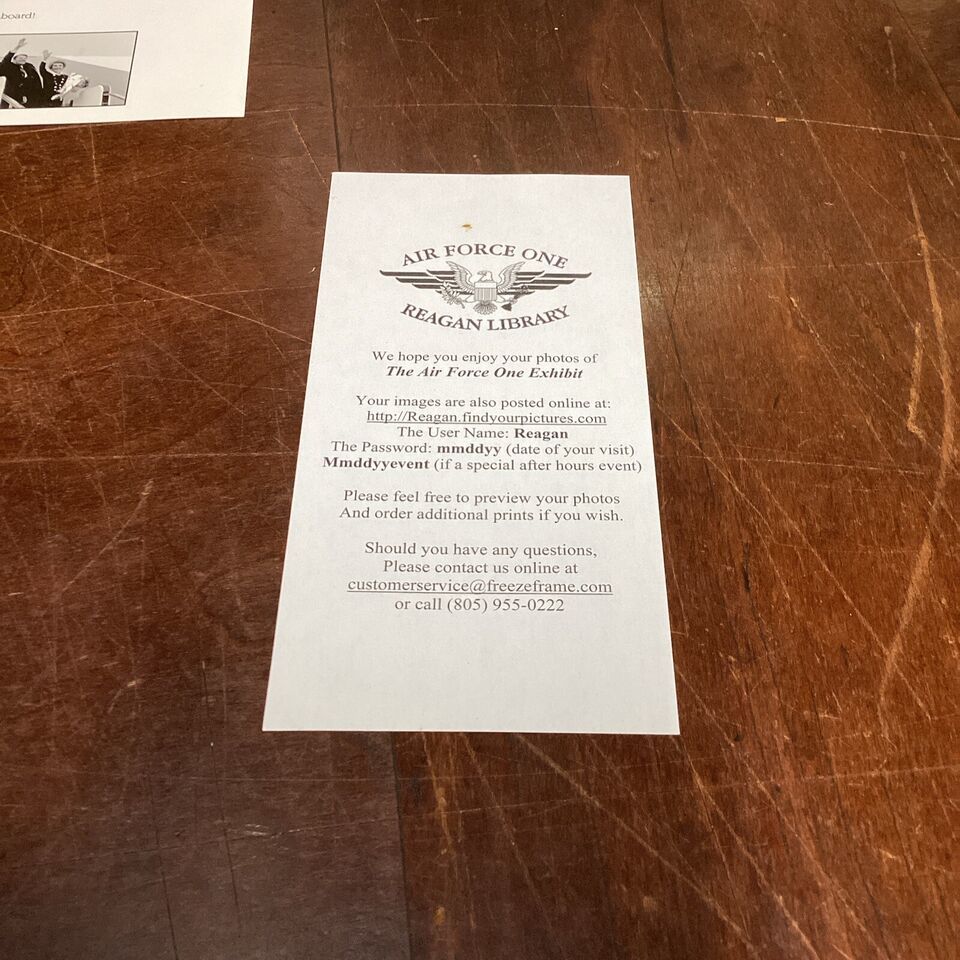 board!
AIR FORCE ONE
REAGAN LIBRARY
We hope you enjoy your photos of
The Air Force One Exhibit
Your images are also posted online at:
http://Reagan.findyourpictures.com
The User Name: Reagan
The Password: mmddyy (date of your visit)
Mmddyyevent (if a special after hours event)
Please feel free to preview your photos
And order additional prints if you wish.
Should you have any questions,
Please contact us online at
customerservice@freezeframe.com
or call (805) 955-0222